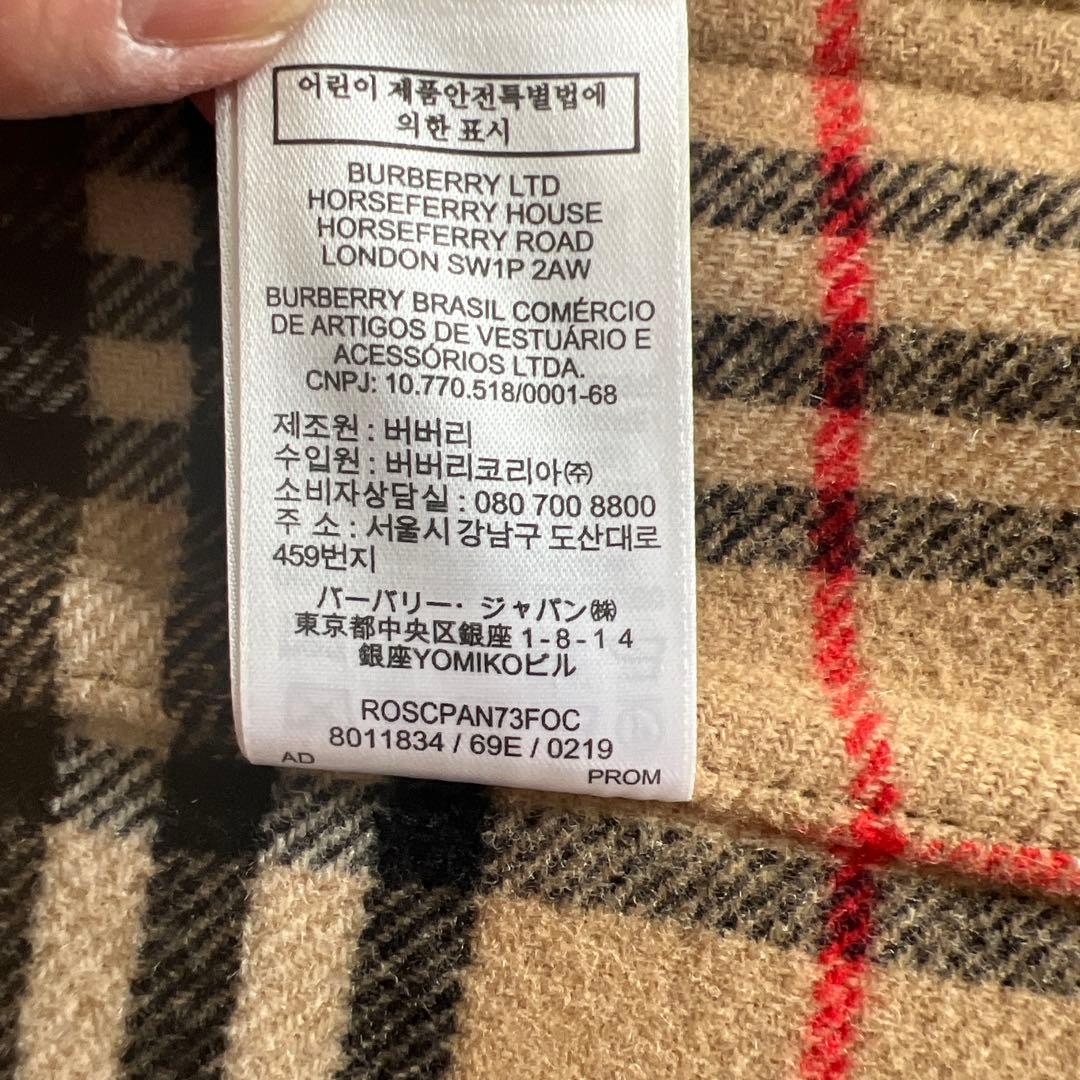 어린이 제품안전특별법에
의한 표시
BURBERRY LTD
HORSEFERRY HOUSE
HORSEFERRY ROAD
LONDON SW1P 2AW
BURBERRY BRASIL COMÉRCIO
DE ARTIGOS DE VESTUÁRIO E
ACESSÓRIOS LTDA.
CNPJ: 10.770.518/0001-68
제조원 : 버버리
수입원 : 버버리코리아㈜
소비자상담실 : 080 700 8800
주 소 : 서울시 강남구 도산대로
459번지
バーバリー・ジャパン㈱
東京都中央区銀座 1-8-14
銀座YOMIKOビル
ROSCPAN73FOC
8011834 / 69E / 0219
AD
PROM